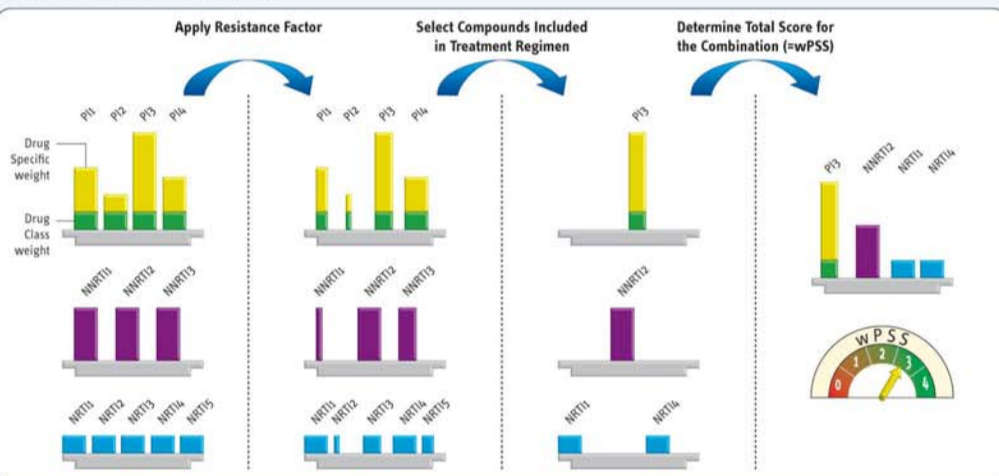 Apply Resistance Factor
Select Compounds Included
in Treatment Regimen
Determine Total Score for
the Combination (=wPSS)
PI1 PI2 PI3 PI4
Drug
Specific
weight
Drug
Class
weight
NNRTI1 NNRTI2 NNRTI3
NRTI1 NRTI2 NRTI3 NRTI4 NRTI5
PI1 PI2 PI3 PI4
NNRTI1 NNRTI2 NNRTI3
NRTI1 NRTI2 NRTI3 NRTI4 NRTI5
PI3
NNRTI2
NRTI1 NRTI4
PI3 NNRTI2 NRTI1 NRTI4
wPSS
0 1 2 3 4